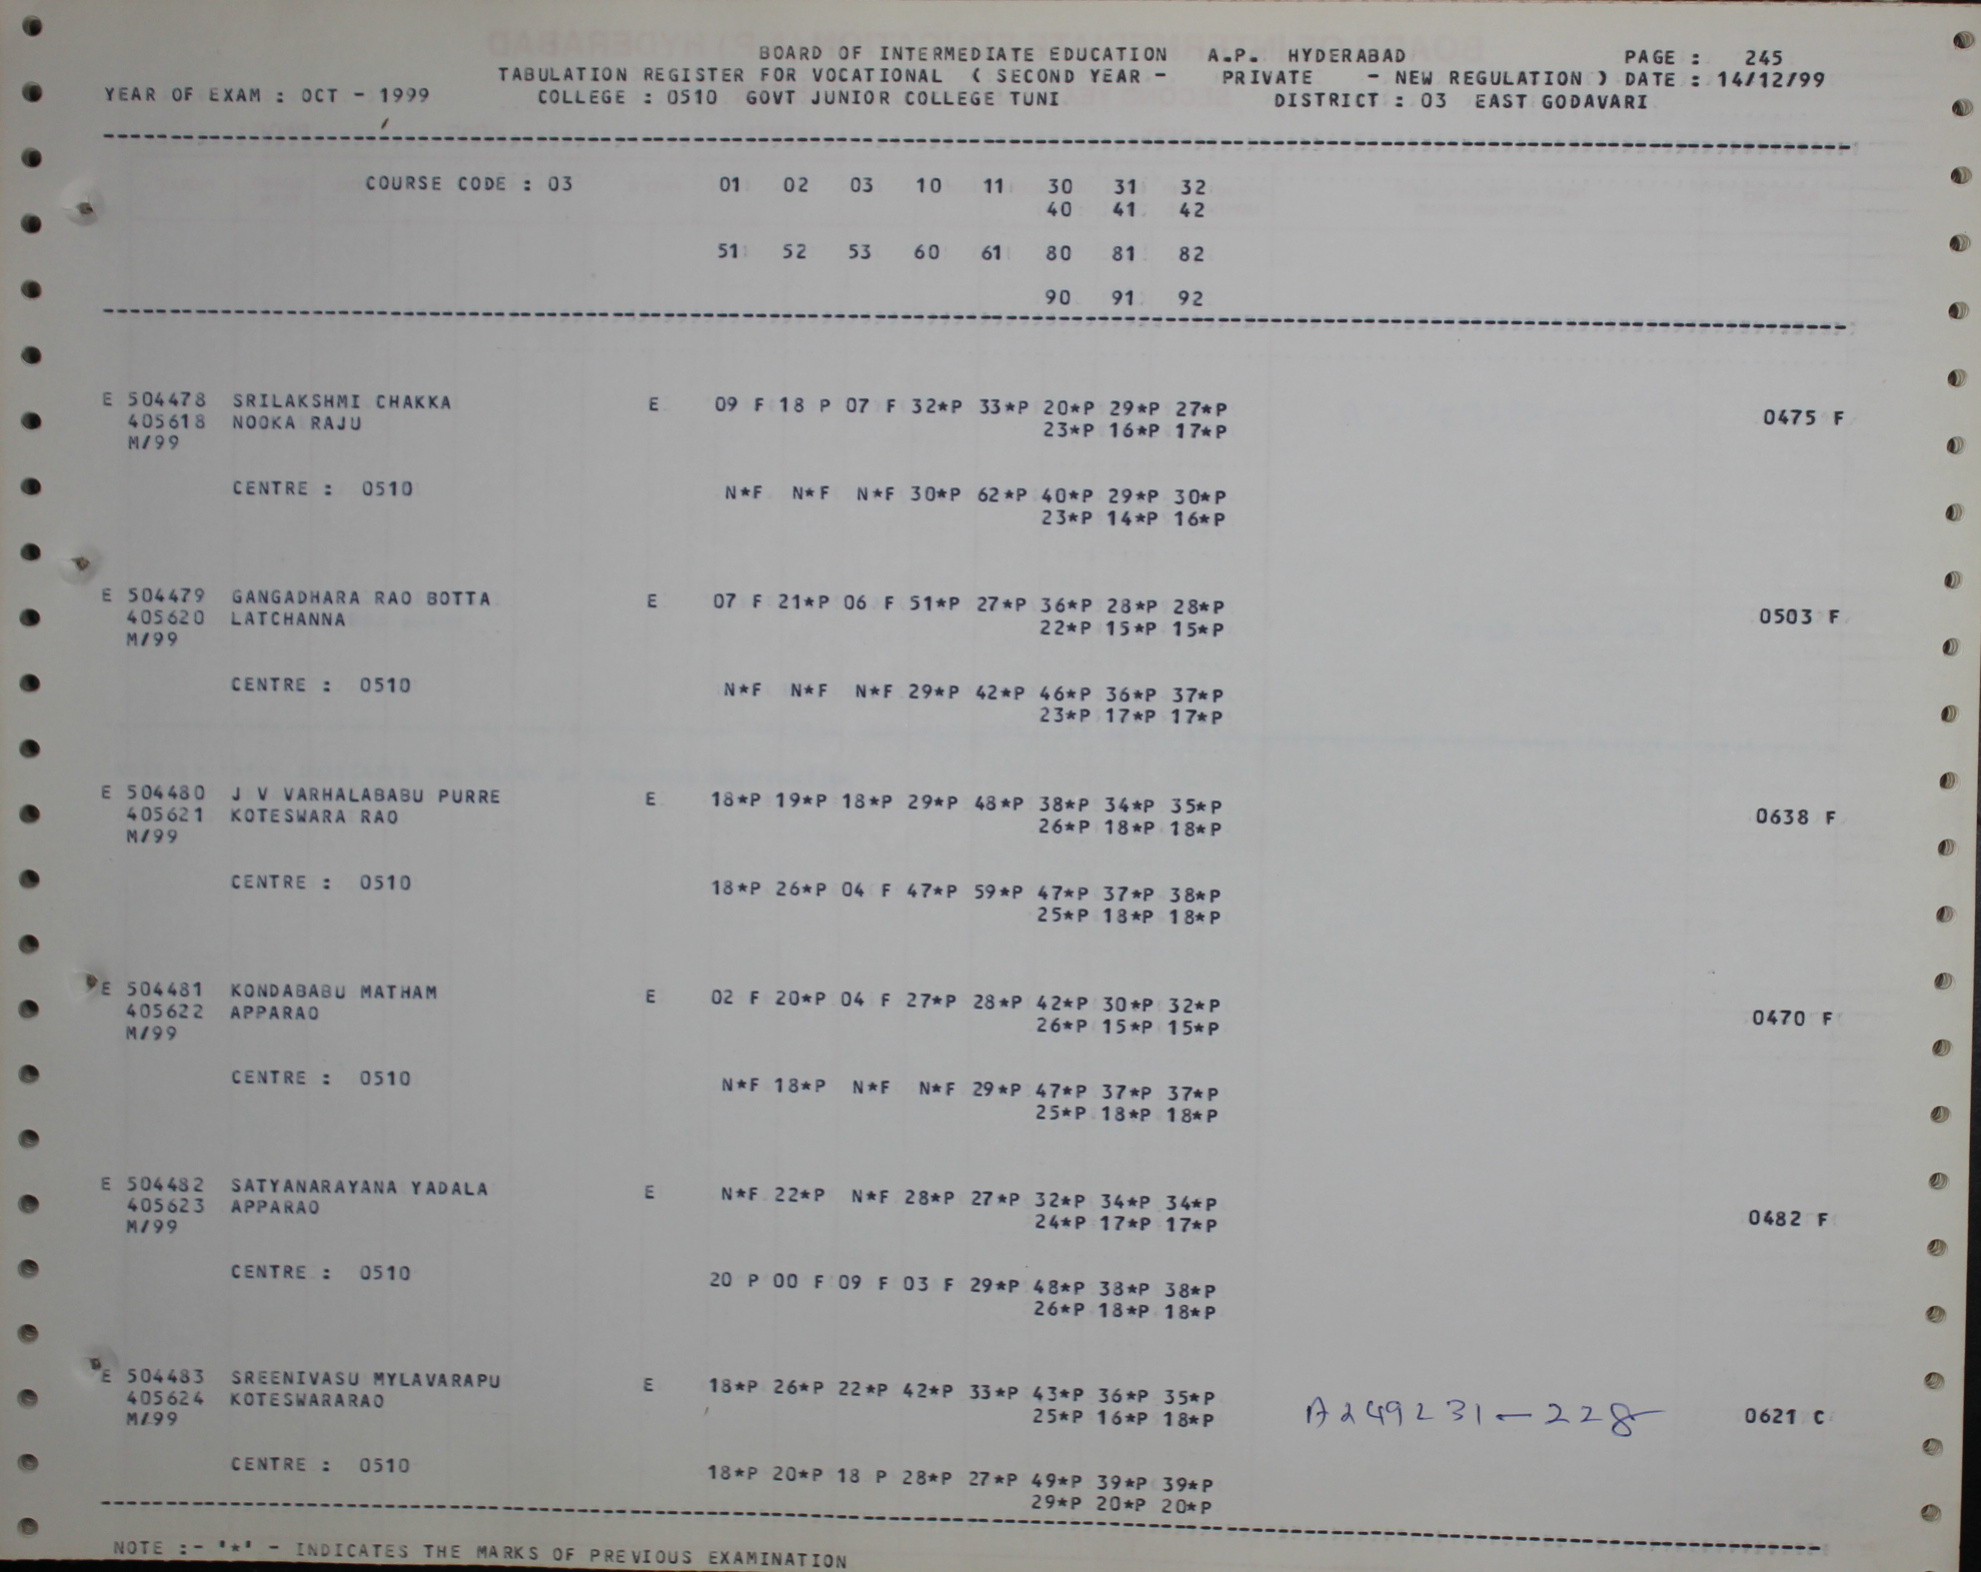 BOARD OF INTERMEDIATE EDUCATION A.P. HYDERABAD PAGE : 245
TABULATION REGISTER FOR VOCATIONAL ( SECOND YEAR - PRIVATE - NEW REGULATION ) DATE : 14/12/99
YEAR OF EXAM : OCT - 1999 COLLEGE : 0510 GOVT JUNIOR COLLEGE TUNI DISTRICT : 03 EAST GODAVARI
COURSE CODE : 03 01 02 03 10 11 30 31 32
40 41 42
51 52 53 60 61 80 81 82
90 91 92
E 504478 SRILAKSHMI CHAKKA E 09 F 18 P 07 F 32*P 33*P 20*P 29*P 27*P
405618 NOOKA RAJU 23*P 16*P 17*P 0475 F
M/99
CENTRE : 0510 N*F N*F N*F 30*P 62*P 40*P 29*P 30*P
23*P 14*P 16*P
E 504479 GANGADHARA RAO BOTTA E 07 F 21*P 06 F 51*P 27*P 36*P 28*P 28*P
405620 LATCHANNA 22*P 15*P 15*P 0503 F
M/99
CENTRE : 0510 N*F N*F N*F 29*P 42*P 46*P 36*P 37*P
23*P 17*P 17*P
E 504480 J V VARHALABABU PURRE E 18*P 19*P 18*P 29*P 48*P 38*P 34*P 35*P
405621 KOTESWARA RAO 26*P 18*P 18*P 0638 F
M/99
CENTRE : 0510 18*P 26*P 04 F 47*P 59*P 47*P 37*P 38*P
25*P 18*P 18*P
E 504481 KONDABABU MATHAM E 02 F 20*P 04 F 27*P 28*P 42*P 30*P 32*P
405622 APPARAO 26*P 15*P 15*P 0470 F
M/99
CENTRE : 0510 N*F 18*P N*F N*F 29*P 47*P 37*P 37*P
25*P 18*P 18*P
E 504482 SATYANARAYANA YADALA E N*F 22*P N*F 28*P 27*P 32*P 34*P 34*P
405623 APPARAO 24*P 17*P 17*P 0482 F
M/99
CENTRE : 0510 20 P 00 F 09 F 03 F 29*P 48*P 38*P 38*P
26*P 18*P 18*P
E 504483 SREENIVASU MYLAVARAPU E 18*P 26*P 22*P 42*P 33*P 43*P 36*P 35*P
405624 KOTESWARARAO 25*P 16*P 18*P A249231-228 0621 C
M/99
CENTRE : 0510 18*P 20*P 18 P 28*P 27*P 49*P 39*P 39*P
29*P 20*P 20*P
NOTE :- '*' - INDICATES THE MARKS OF PREVIOUS EXAMINATION